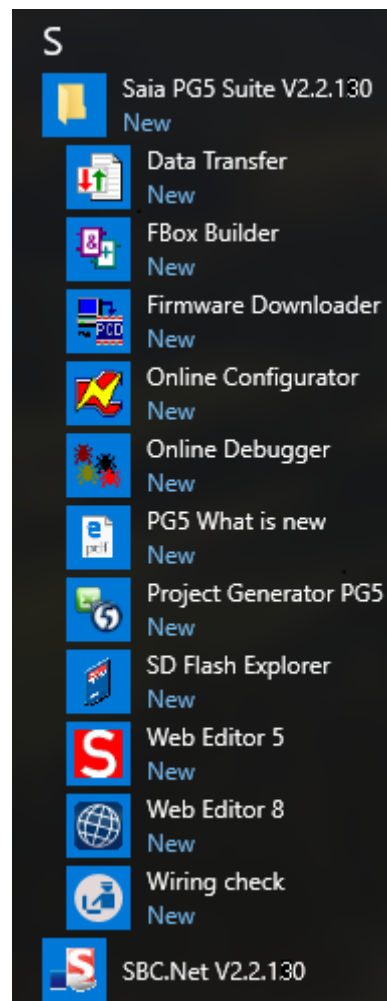 S
Saia PG5 Suite V2.2.130
New
Data Transfer
New
FBox Builder
New
Firmware Downloader
New
PCD
Online Configurator
New
Online Debugger
New
pdf
PG5 What is new
New
Project Generator PG5
New
SD Flash Explorer
New
S
Web Editor 5
New
Web Editor 8
New
Wiring check
New
S
SBC.Net V2.2.130